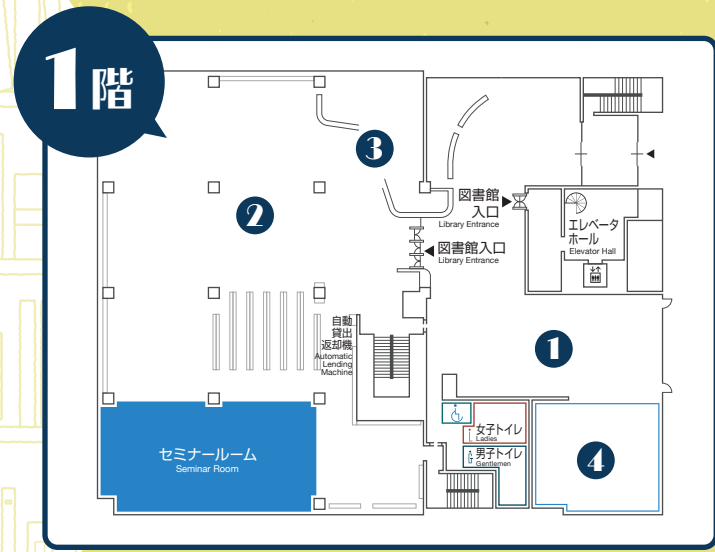 1階
3
2
図書館
入口
Library Entrance
図書館入口
Library Entrance
エレベータ
ホール
Elevator Hall
自動
貸出
返却機
Automatic
Lending
Machine
1
女子トイレ
Ladies
男子トイレ
Gentlemen
セミナールーム
Seminar Room
4